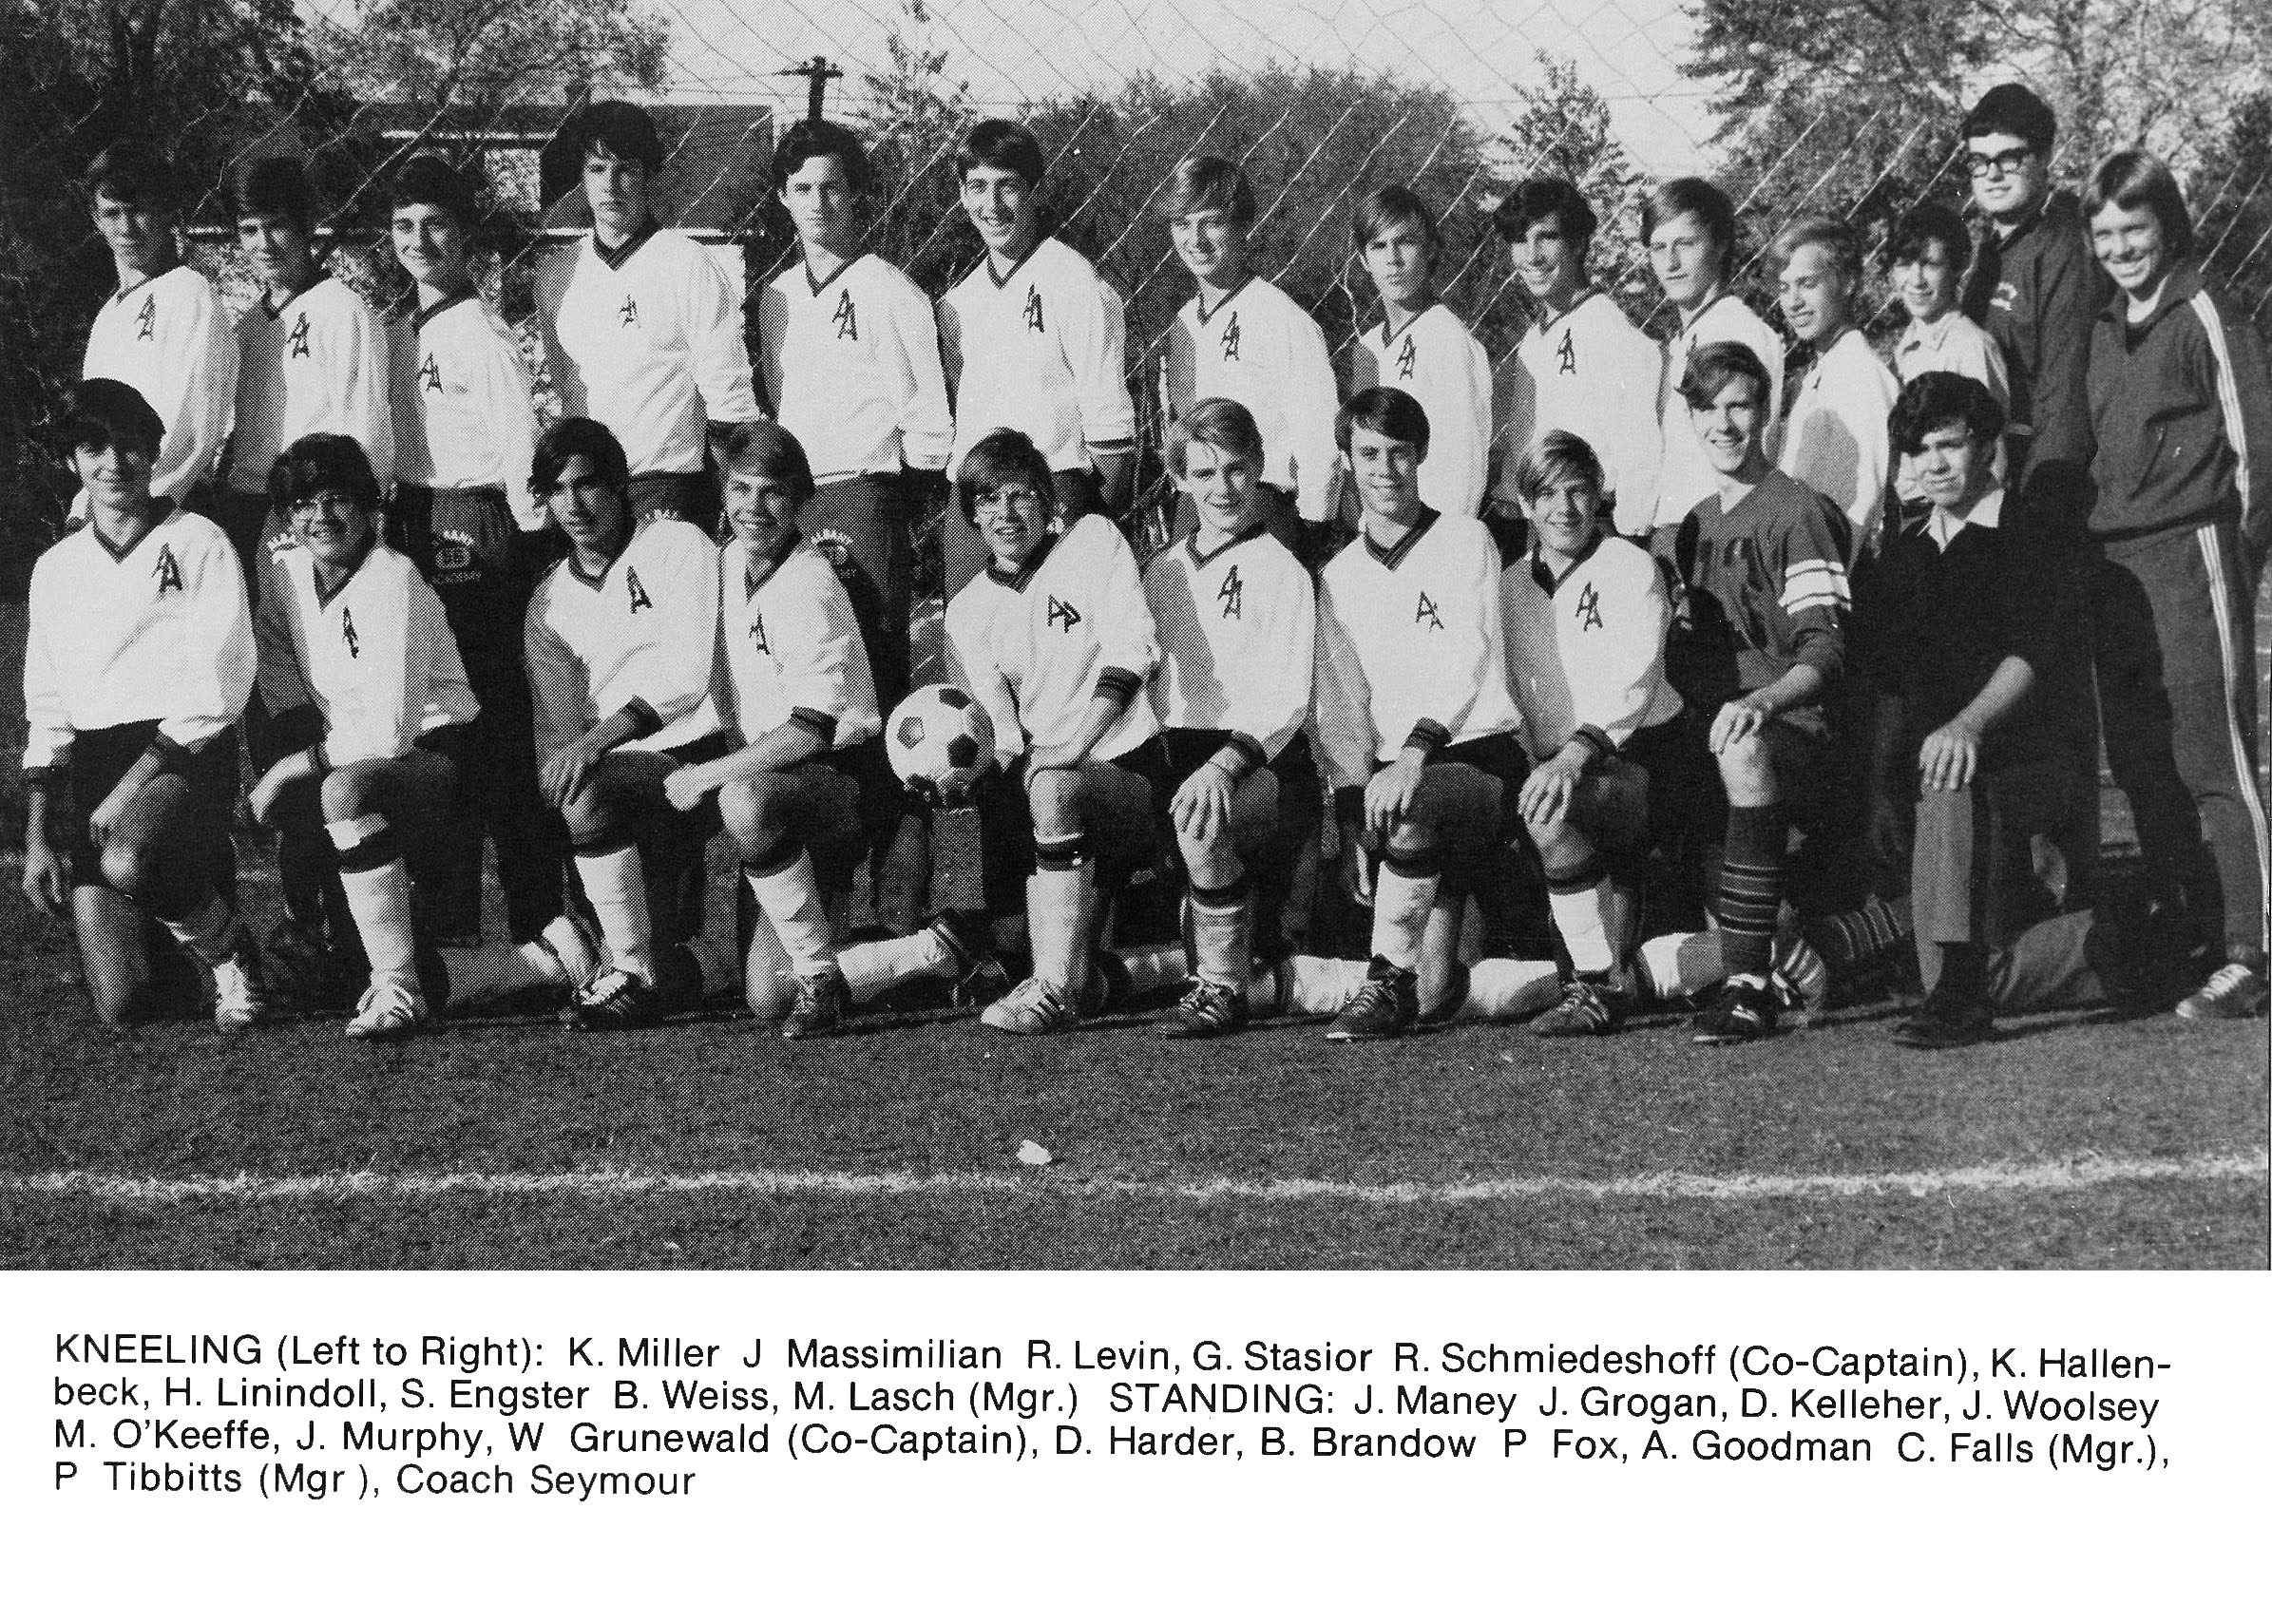 KNEELING (Left to Right): K. Miller J Massimilian R. Levin, G. Stasior R. Schmiedeshoff (Co-Captain), K. Hallen-
beck, H. Linindoll, S. Engster B. Weiss, M. Lasch (Mgr.) STANDING: J. Maney J. Grogan, D. Kelleher, J. Woolsey
M. O'Keeffe, J. Murphy, W Grunewald (Co-Captain), D. Harder, B. Brandow P Fox, A. Goodman C. Falls (Mgr.),
P Tibbitts (Mgr ), Coach Seymour